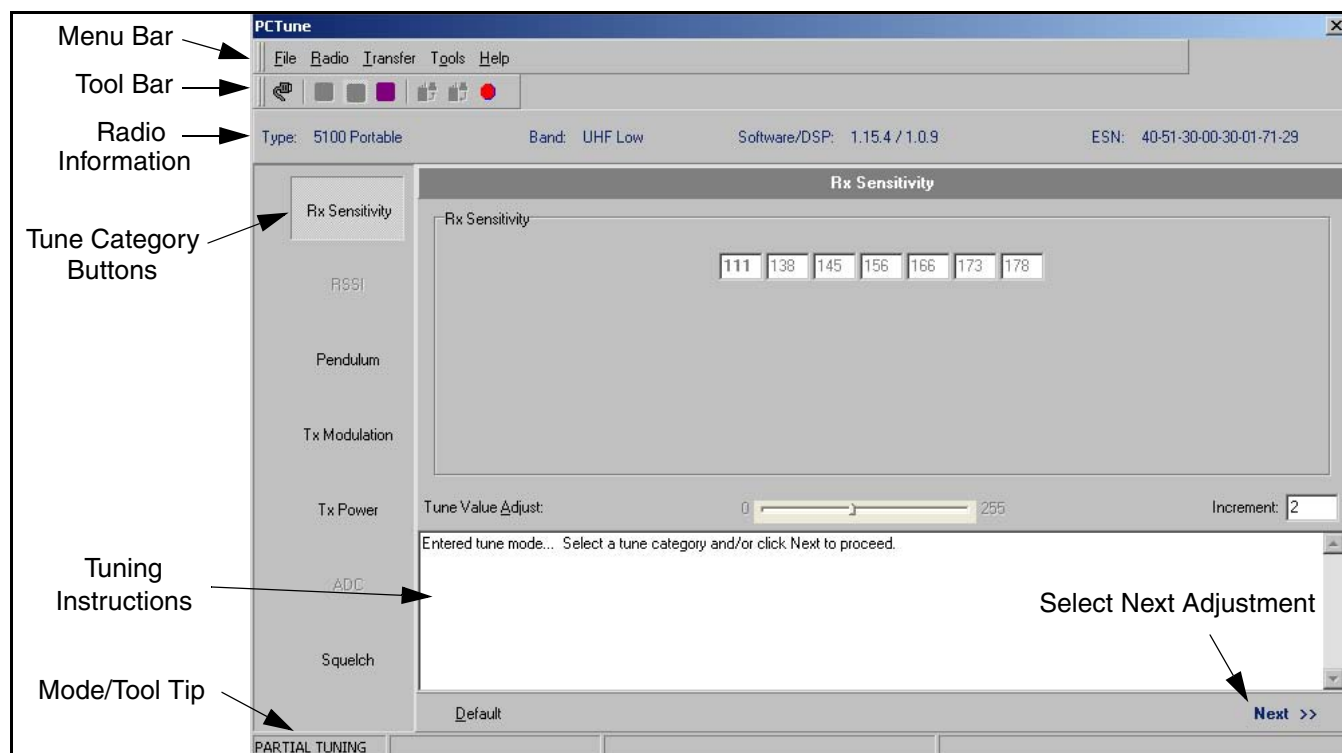 PCTune
Menu Bar
File Radio Transfer Tools Help
Tool Bar
Radio
Information
Type: 5100 Portable Band: UHF Low Software/DSP: 1.15.4 / 1.0.9 ESN: 40-51-30-00-30-01-71-29
Rx Sensitivity
Tune Category
Buttons
Rx Sensitivity
RSSI
Pendulum
Tx Modulation
Tx Power
ADC
Squelch
Rx Sensitivity
111 138 145 156 166 173 178
Tune Value Adjust: 0 255 Increment: 2
Entered tune mode... Select a tune category and/or click Next to proceed.
Tuning
Instructions
Select Next Adjustment
Mode/Tool Tip
Default Next >>
PARTIAL TUNING